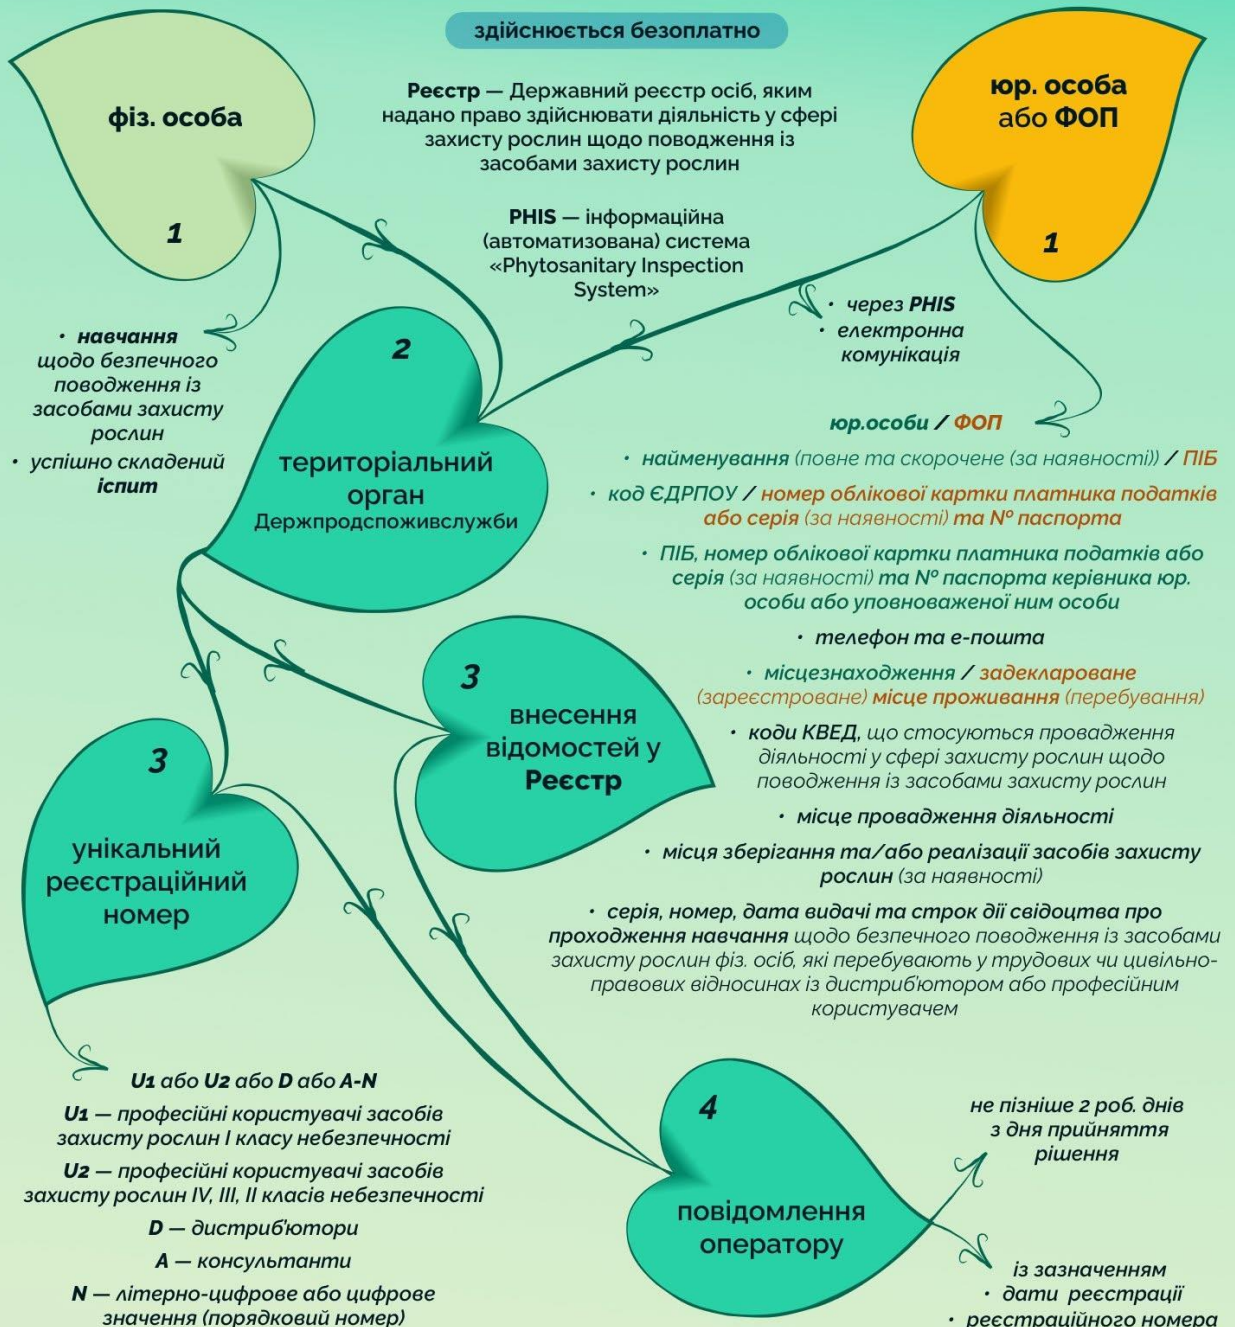 здійснюється безоплатно
фіз. особа
1
Реєстр — Державний реєстр осіб, яким
надано право здійснювати діяльність у сфері
захисту рослин щодо поводження із
засобами захисту рослин
PHIS — інформаційна
(автоматизована) система
«Phytosanitary Inspection
System»
юр. особа
або ФОП
1
• через PHIS
• електронна
комунікація
• навчання
щодо безпечного
поводження із
засобами захисту
рослин
• успішно складений
іспит
2
територіальний
орган
Держпродспоживслужби
юр.особи / ФОП
• найменування (повне та скорочене (за наявності)) / ПІБ
• код ЄДРПОУ / номер облікової картки платника податків
або серія (за наявності) та № паспорта
• ПІБ, номер облікової картки платника податків або
серія (за наявності) та № паспорта керівника юр.
особи або уповноваженої ним особи
• телефон та е-пошта
• місцезнаходження / задеклароване
(зареєстроване) місце проживання (перебування)
• коди КВЕД, що стосуються провадження
діяльності у сфері захисту рослин щодо
поводження із засобами захисту рослин
• місце провадження діяльності
• місця зберігання та/або реалізації засобів захисту
рослин (за наявності)
• серія, номер, дата видачі та строк дії свідоцтва про
проходження навчання щодо безпечного поводження із засобами
захисту рослин фіз. осіб, які перебувають у трудових чи цивільно-
правових відносинах із дистриб'ютором або професійним
користувачем
3
внесення
відомостей у
Реєстр
3
унікальний
реєстраційний
номер
U1 або U2 або D або A-N
U1 — професійні користувачі засобів
захисту рослин I класу небезпечності
U2 — професійні користувачі засобів
захисту рослин IV, III, II класів небезпечності
D — дистриб'ютори
A — консультанти
N — літерно-цифрове або цифрове
значення (порядковий номер)
4
повідомлення
оператору
не пізніше 2 роб. днів
з дня прийняття
рішення
із зазначенням
• дати реєстрації
• реєстраційного номера